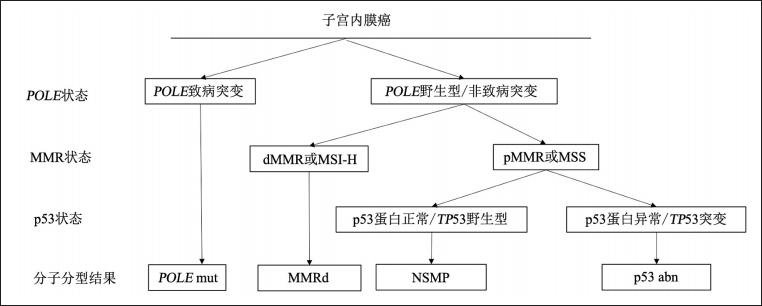 子宫内膜癌
POLE状态
POLE致病突变
POLE野生型/非致病突变
MMR状态
dMMR或MSI-H
pMMR或MSS
p53状态
p53蛋白正常/TP53野生型
p53蛋白异常/TP53突变
分子分型结果
POLE mut
MMRd
NSMP
p53 abn